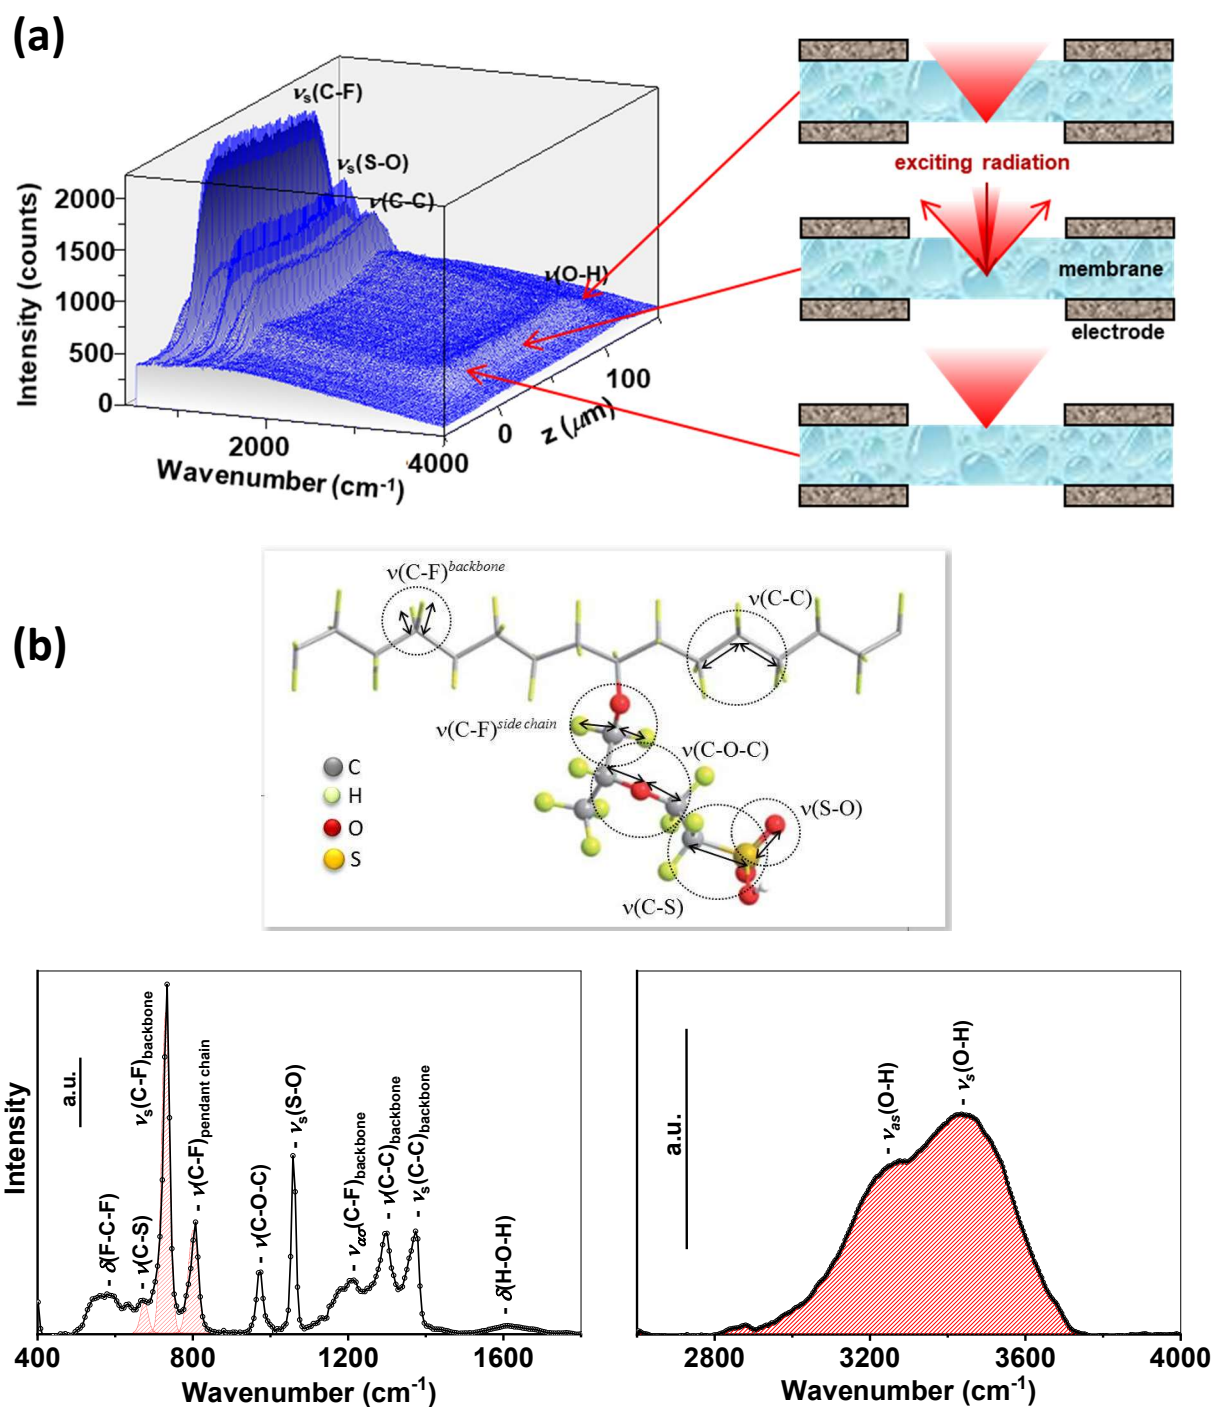 (a)
νs(C-F)
νs(S-O)
ν(C-C)
ν(O-H)
Intensity (counts)
2000
1500
1000
500
0
2000
4000
Wavenumber (cm-1)
0
100
z (μm)
exciting radiation
membrane
electrode
(b)
ν(C-F)backbone
ν(C-C)
ν(C-F)side chain
ν(C-O-C)
ν(S-O)
ν(C-S)
C
H
O
S
Intensity
a.u.
δ(F-C-F)
ν(C-S)
νs(C-F)backbone
ν(C-F)pendant chain
ν(C-O-C)
νs(S-O)
νασ(C-F)backbone
ν(C-C)backbone
νs(C-C)backbone
δ(H-O-H)
400 800 1200 1600
Wavenumber (cm-1)
a.u.
νas(O-H)
νs(O-H)
2800 3200 3600 4000
Wavenumber (cm-1)